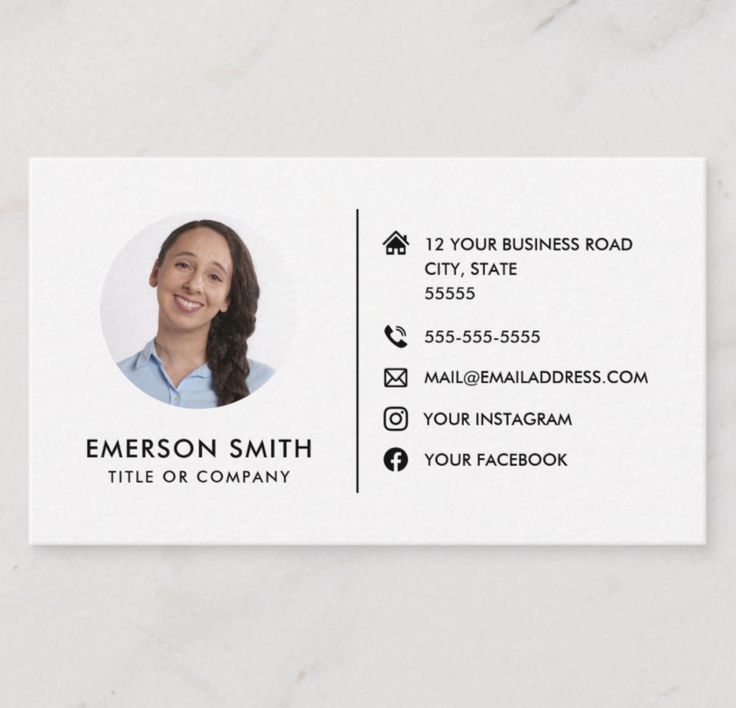 EMERSON SMITH
TITLE OR COMPANY
12 YOUR BUSINESS ROAD
CITY, STATE
55555
555-555-5555
MAIL@EMAILADDRESS.COM
YOUR INSTAGRAM
YOUR FACEBOOK